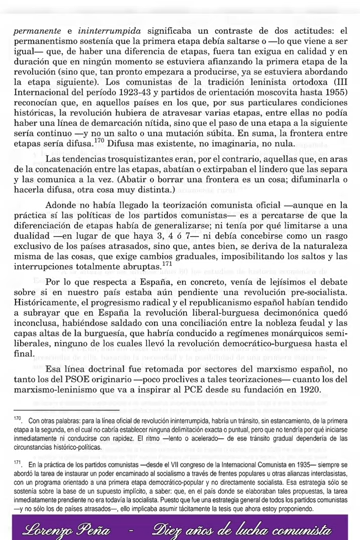 permanente e ininterrumpida significaba un contraste de dos actitudes: el
permanentismo sostenía que la primera etapa debía saltarse o —lo que viene a ser
igual— que, de haber una diferencia de etapas, fuera tan exigua en calidad y en
duración que en ningún momento se estuviera afianzando la primera etapa de la
revolución (sino que, tan pronto empezara a producirse, ya se estuviera abordando
la etapa siguiente). Los comunistas de la tradición leninista ortodoxa (III
Internacional del período 1923-43 y partidos de orientación moscovita hasta 1955)
reconocían que, en aquellos países en los que, por sus particulares condiciones
históricas, la revolución hubiera de atravesar varias etapas, entre ellas no podía
haber una línea de demarcación nítida, sino que el paso de una etapa a la siguiente
sería continuo —y no un salto o una mutación súbita. En suma, la frontera entre
etapas sería difusa.170 Difusa mas existente, no imaginaria, no nula.
Las tendencias trosquistizantes eran, por el contrario, aquellas que, en aras
de la concatenación entre las etapas, abatían o extirpaban el lindero que las separa
y las comunica a la vez. (Abatir o borrar una frontera es una cosa; difuminarla o
hacerla difusa, otra cosa muy distinta.)
Adonde no había llegado la teorización comunista oficial —aunque en la
práctica sí las políticas de los partidos comunistas— es a percatarse de que la
diferenciación de etapas había de generalizarse; ni tenía por qué limitarse a una
dualidad —en lugar de que haya 3, 4 ó 7— ni debía concebirse como un rasgo
exclusivo de los países atrasados, sino que, antes bien, se deriva de la naturaleza
misma de las cosas, que exige cambios graduales, imposibilitando los saltos y las
interrupciones totalmente abruptas.171
Por lo que respecta a España, en concreto, venía de lejísimos el debate
sobre si en nuestro país estaba aún pendiente una revolución pre-socialista.
Históricamente, el progresismo radical y el republicanismo español habían tendido
a subrayar que en España la revolución liberal-burguesa decimonónica quedó
inconclusa, habiéndose saldado con una conciliación entre la nobleza feudal y las
capas altas de la burguesía, que habría conducido a regímenes monárquicos semi-
liberales, ninguno de los cuales llevó la revolución democrático-burguesa hasta el
final.
Esa línea doctrinal fue retomada por sectores del marxismo español, no
tanto los del PSOE originario —poco proclives a tales teorizaciones— cuanto los del
marxismo-leninismo que va a inspirar al PCE desde su fundación en 1920.
170. Con otras palabras: para la línea oficial de revolución ininterrumpida, habría un tránsito, sin estancamiento, de la primera
etapa a la segunda, en el cual no cabría establecer ninguna delimitación exacta o puntual, pero que no tendría por qué iniciarse
inmediatamente ni conducirse con rapidez. El ritmo —lento o acelerado— de ese tránsito gradual dependería de las
circunstancias histórico-políticas.
171. En la práctica de los partidos comunistas —desde el VII congreso de la Internacional Comunista en 1935— siempre se
abordó la tarea de instaurar un poder encaminado al socialismo a través de frentes populares u otras alianzas interclasistas,
con un programa orientado a una primera etapa democrático-popular y no directamente socialista. Esa estrategia sólo se
sostenía sobre la base de un supuesto implícito, a saber: que, en el país donde se elaboraban tales propuestas, la tarea
inmediatamente pendiente no era todavía la socialista. Puesto que fue una estrategia general de todos los partidos comunistas
—y no sólo los de países atrasados—, ello implicaba asumir tácitamente la tesis que ahora estoy proponiendo.
Lorenzo Peña - Diez años de lucha comunista